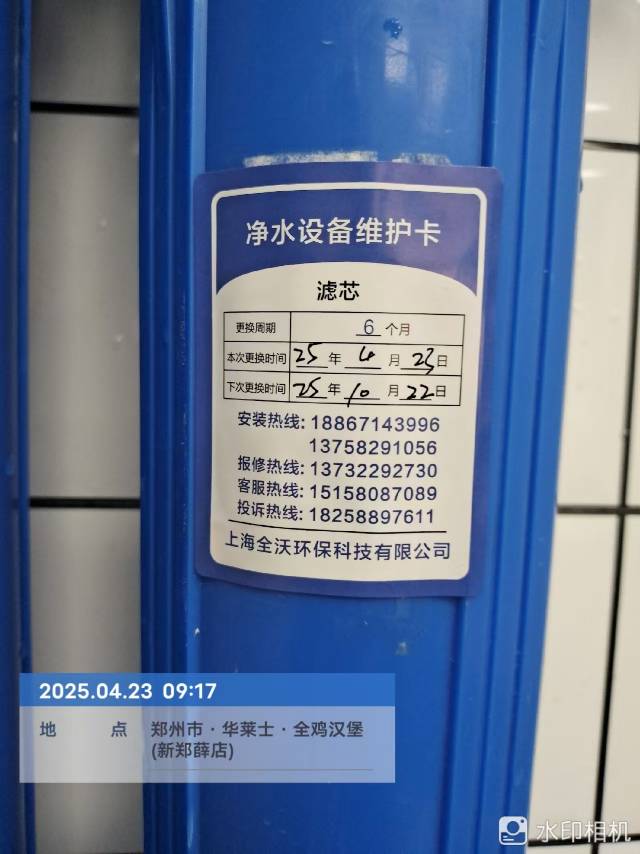 净水设备维护卡
滤芯
更换周期 6 个月
本次更换时间 25 年 4 月 23 日
下次更换时间 25 年 10 月 22 日
安装热线: 18867143996
13758291056
报修热线: 13732292730
客服热线: 15158087089
投诉热线: 18258897611
上海全沃环保科技有限公司
2025.04.23 09:17
地 点 郑州市·华莱士·全鸡汉堡
(新郑薛店)
水印相机